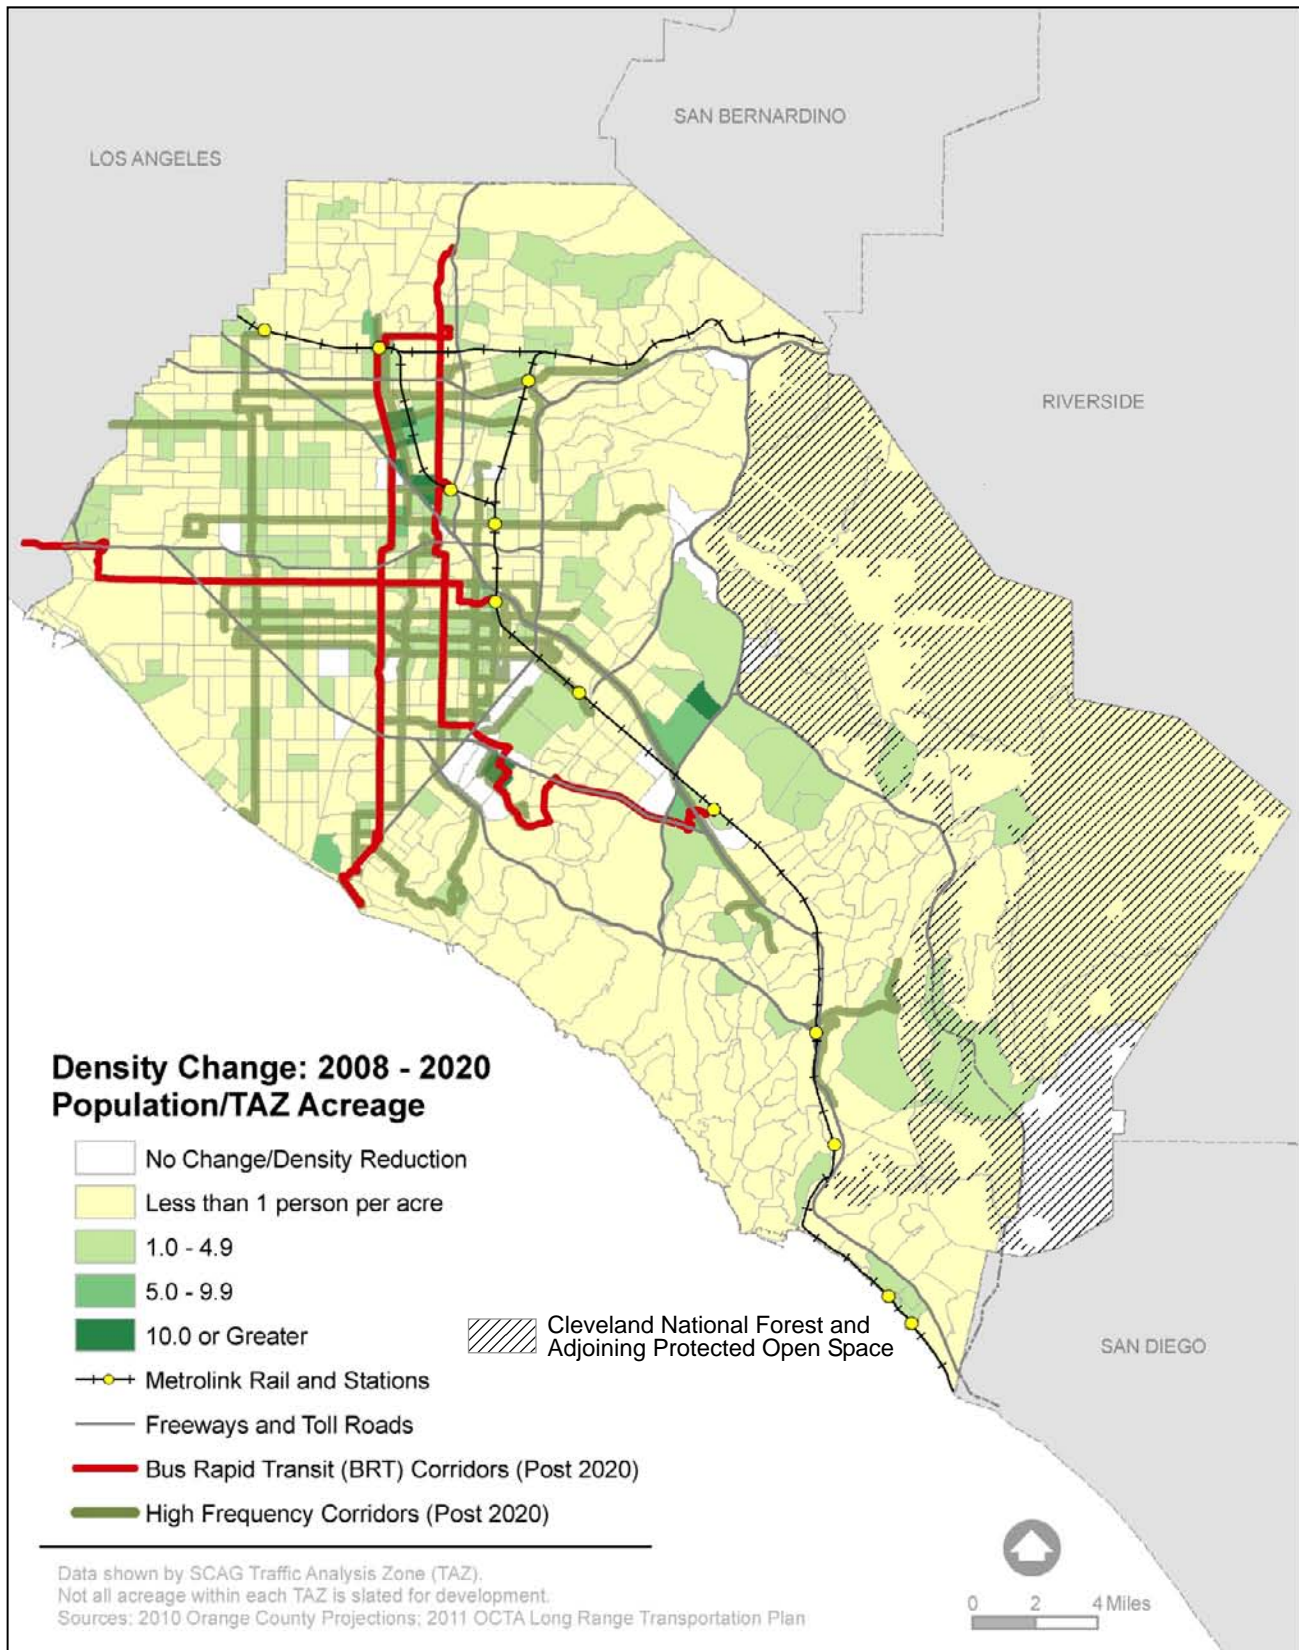 SAN BERNARDINO
LOS ANGELES
RIVERSIDE
Density Change: 2008 - 2020
Population/TAZ Acreage
No Change/Density Reduction
Less than 1 person per acre
1.0 - 4.9
5.0 - 9.9
10.0 or Greater
Cleveland National Forest and
Adjoining Protected Open Space
SAN DIEGO
Metrolink Rail and Stations
Freeways and Toll Roads
Bus Rapid Transit (BRT) Corridors (Post 2020)
High Frequency Corridors (Post 2020)
Data shown by SCAG Traffic Analysis Zone (TAZ).
Not all acreage within each TAZ is slated for development.
Sources: 2010 Orange County Projections; 2011 OCTA Long Range Transportation Plan
0 2 4 Miles